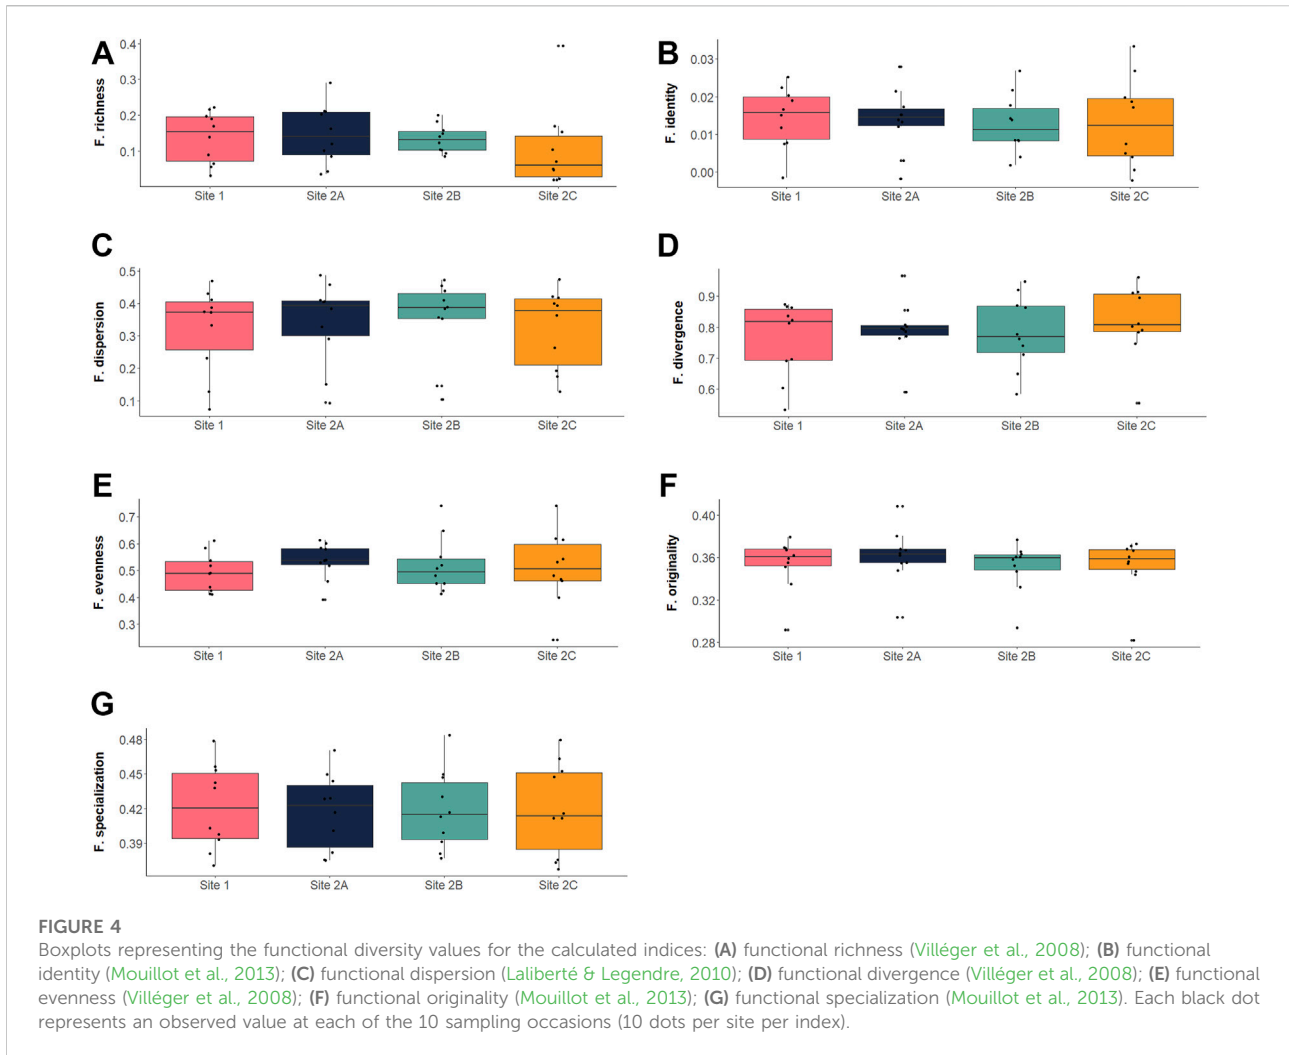 A
F. richness
0.4
0.3
0.2
0.1
Site 1 Site 2A Site 2B Site 2C
B
F. identity
0.03
0.02
0.01
0.00
Site 1 Site 2A Site 2B Site 2C
C
F. dispersion
0.5
0.4
0.3
0.2
0.1
Site 1 Site 2A Site 2B Site 2C
D
F. divergence
0.9
0.8
0.7
0.6
Site 1 Site 2A Site 2B Site 2C
E
F. evenness
0.7
0.6
0.5
0.4
0.3
Site 1 Site 2A Site 2B Site 2C
F
F. originality
0.40
0.36
0.32
0.28
Site 1 Site 2A Site 2B Site 2C
G
F. specialization
0.48
0.45
0.42
0.39
Site 1 Site 2A Site 2B Site 2C
FIGURE 4
Boxplots representing the functional diversity values for the calculated indices: (A) functional richness (Villéger et al., 2008); (B) functional
identity (Mouillot et al., 2013); (C) functional dispersion (Laliberté & Legendre, 2010); (D) functional divergence (Villéger et al., 2008); (E) functional
evenness (Villéger et al., 2008); (F) functional originality (Mouillot et al., 2013); (G) functional specialization (Mouillot et al., 2013). Each black dot
represents an observed value at each of the 10 sampling occasions (10 dots per site per index).